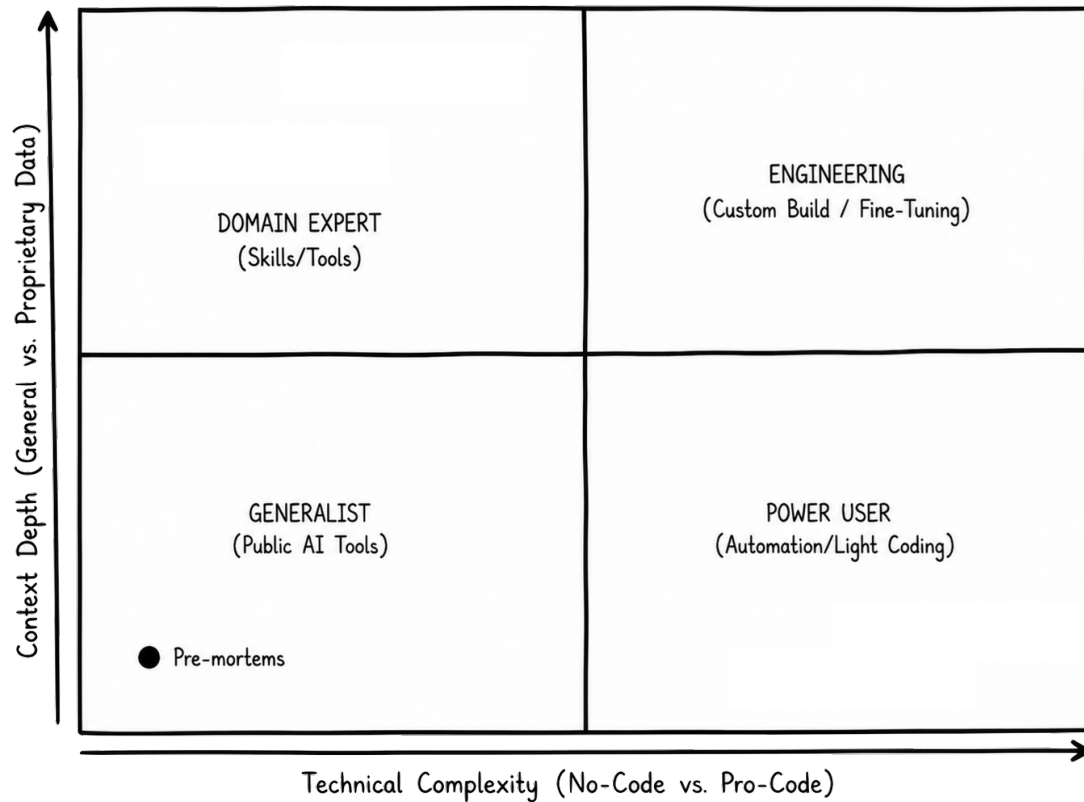 Context Depth (General vs. Proprietary Data)
DOMAIN EXPERT
(Skills/Tools)
ENGINEERING
(Custom Build / Fine-Tuning)
GENERALIST
(Public AI Tools)
POWER USER
(Automation/Light Coding)
Pre-mortems
Technical Complexity (No-Code vs. Pro-Code)